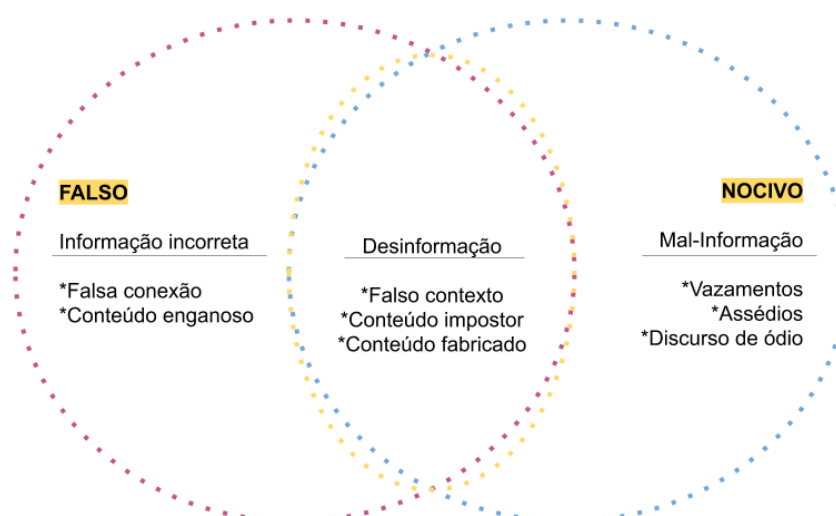 FALSO
Informação incorreta
*Falsa conexão
*Conteúdo enganoso
Desinformação
*Falso contexto
*Conteúdo impostor
*Conteúdo fabricado
NOCIVO
Mal-Informação
*Vazamentos
*Assédios
*Discurso de ódio